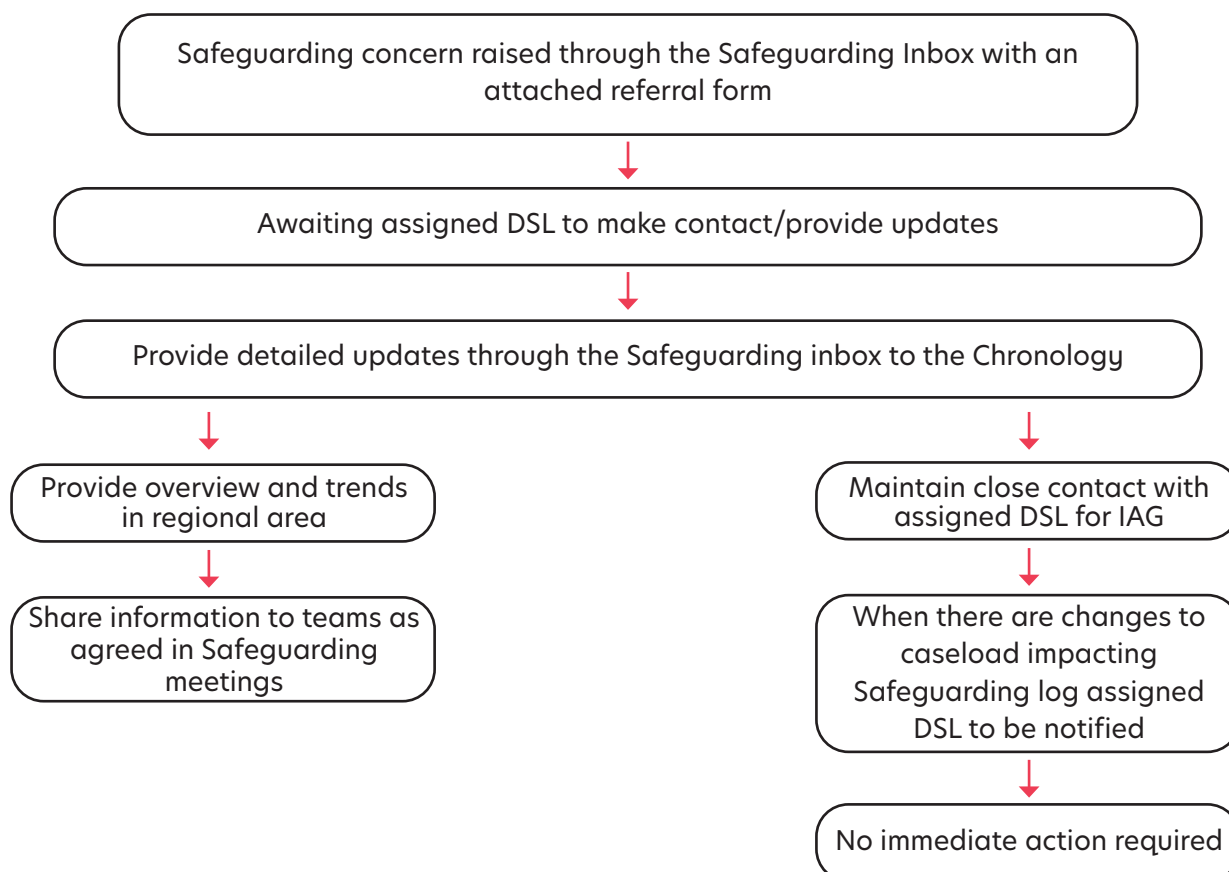 Safeguarding concern raised through the Safeguarding Inbox with an
attached referral form
Awaiting assigned DSL to make contact/provide updates
Provide detailed updates through the Safeguarding inbox to the Chronology
Provide overview and trends
in regional area
Share information to teams as
agreed in Safeguarding
meetings
Maintain close contact with
assigned DSL for IAG
When there are changes to
caseload impacting
Safeguarding log assigned
DSL to be notified
No immediate action required